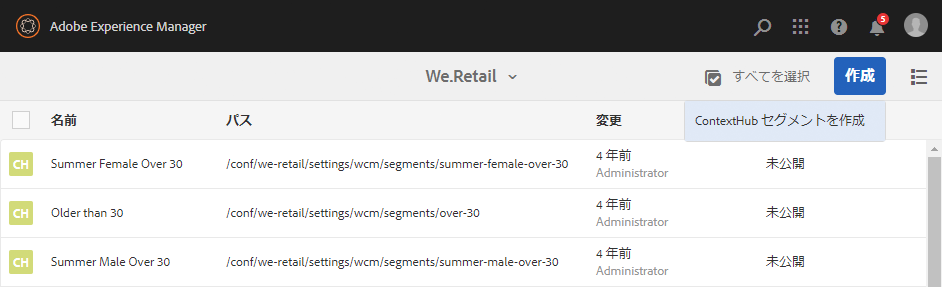 Adobe Experience Manager
5
We.Retail
すべてを選択
作成
名前
パス
変更
ContextHub セグメントを作成
CH
Summer Female Over 30
/conf/we-retail/settings/wcm/segments/summer-female-over-30
4 年前
Administrator
未公開
CH
Older than 30
/conf/we-retail/settings/wcm/segments/over-30
4 年前
Administrator
未公開
CH
Summer Male Over 30
/conf/we-retail/settings/wcm/segments/summer-male-over-30
4 年前
Administrator
未公開